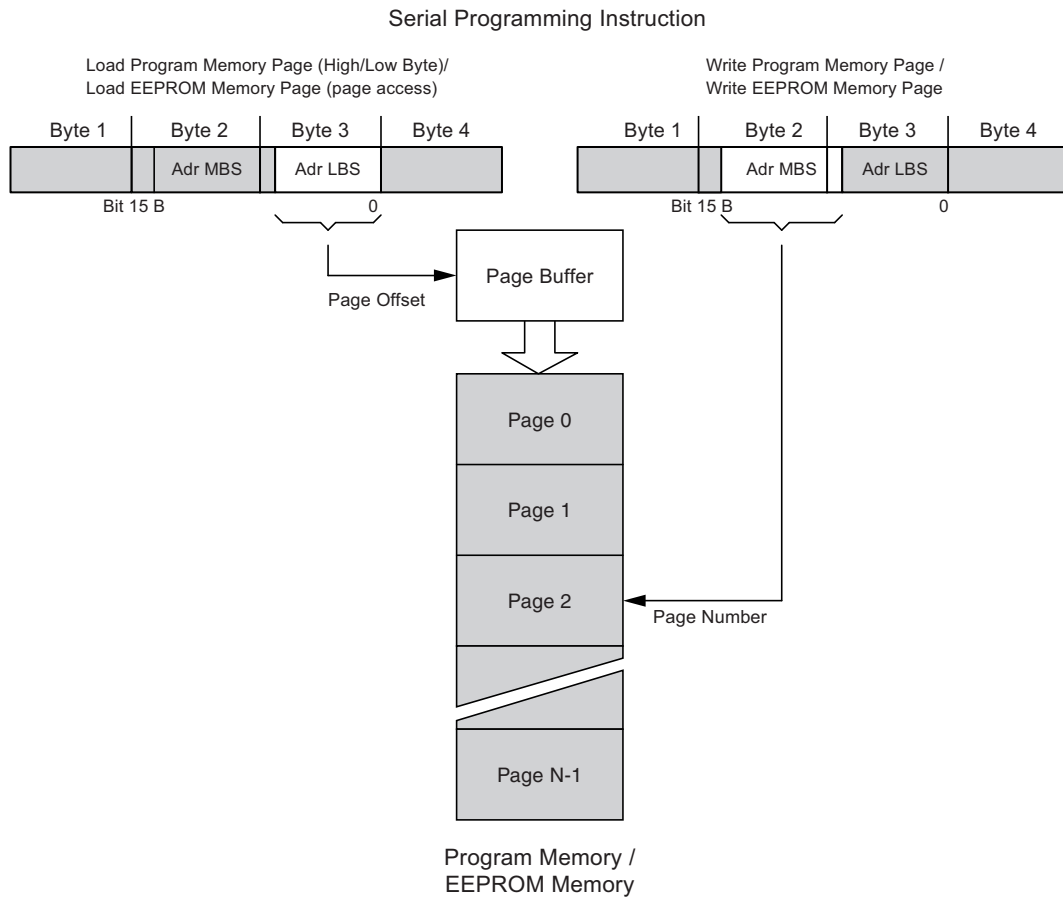 Serial Programming Instruction
Load Program Memory Page (High/Low Byte)/
Load EEPROM Memory Page (page access)
Write Program Memory Page /
Write EEPROM Memory Page
Byte 1
Byte 2
Byte 3
Byte 4
Byte 1
Byte 2
Byte 3
Byte 4
Adr MBS
Adr LBS
Adr MBS
Adr LBS
Bit 15 B
0
Bit 15 B
0
Page Buffer
Page Offset
Page 0
Page 1
Page 2
Page Number
Page N-1
Program Memory /
EEPROM Memory